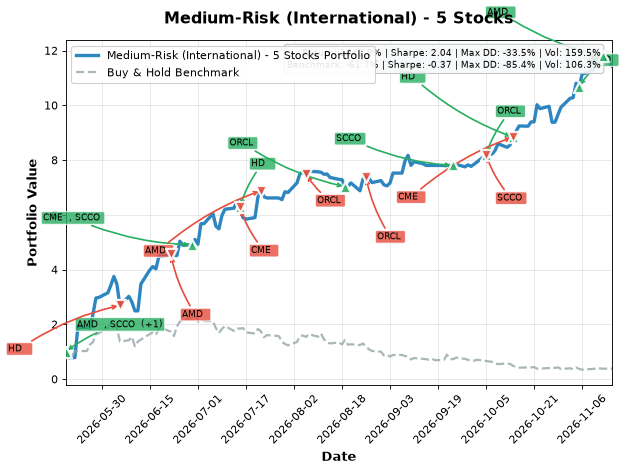 Medium-Risk (International) - 5 Stocks
AMD
Medium-Risk (International) - 5 Stocks Portfolio
Buy & Hold Benchmark
% | Sharpe: 2.04 | Max DD: -33.5% | Vol: 159.5%
% | Sharpe: -0.37 | Max DD: -85.4% | Vol: 106.3%
HD
ORCL
SCCO
ORCL
HD
CME , SCCO
AMD
CME
ORCL
ORCL
CME
SCCO
AMD
AMD , SCCO (+1)
HD
Portfolio Value
12
10
8
6
4
2
0
2026-05-30
2026-06-15
2026-07-01
2026-07-17
2026-08-02
2026-08-18
2026-09-03
2026-09-19
2026-10-05
2026-10-21
2026-11-06
Date